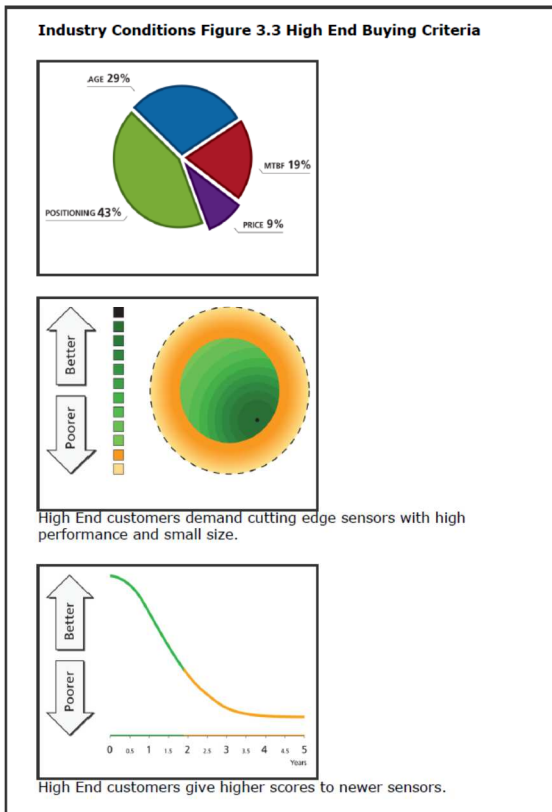 Industry Conditions Figure 3.3 High End Buying Criteria
AGE 29%
MTBF 19%
POSITIONING 43%
PRICE 9%
Better
Poorer
High End customers demand cutting edge sensors with high
performance and small size.
Better
Poorer
0 0.5 1 1.5 2 2.5 3 3.5 4 4.5 5
Years
High End customers give higher scores to newer sensors.